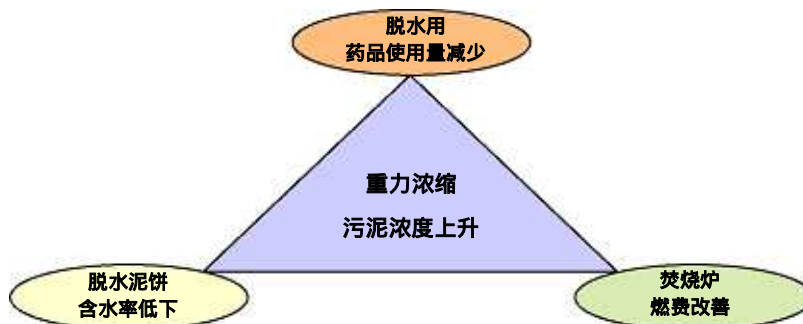 脱水用
药品使用量减少
重力浓缩
污泥浓度上升
脱水泥饼
含水率低下
焚烧炉
燃费改善